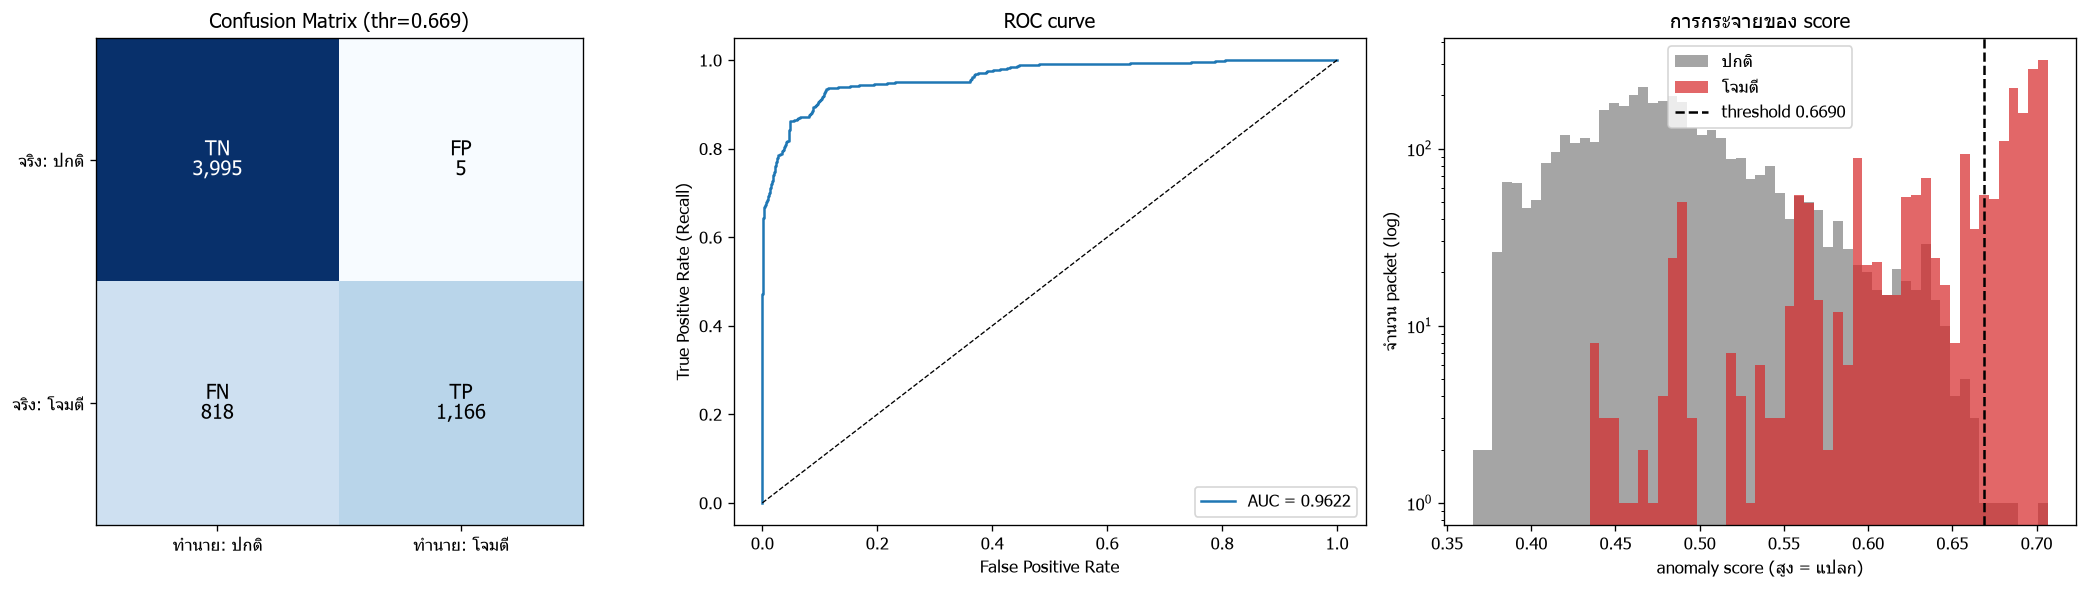 Confusion Matrix (thr=0.669)
จริง: ปกติ
TN
3,995
FP
5
จริง: โจมตี
FN
818
TP
1,166
ทำนาย: ปกติ
ทำนาย: โจมตี
ROC curve
True Positive Rate (Recall)
1.0
0.8
0.6
0.4
0.2
0.0
AUC = 0.9622
0.0 0.2 0.4 0.6 0.8 1.0
False Positive Rate
การกระจายของ score
ปกติ
โจมตี
threshold 0.6690
จำนวน packet (log)
10²
10¹
10⁰
0.35 0.40 0.45 0.50 0.55 0.60 0.65 0.70
anomaly score (สูง = แปลก)